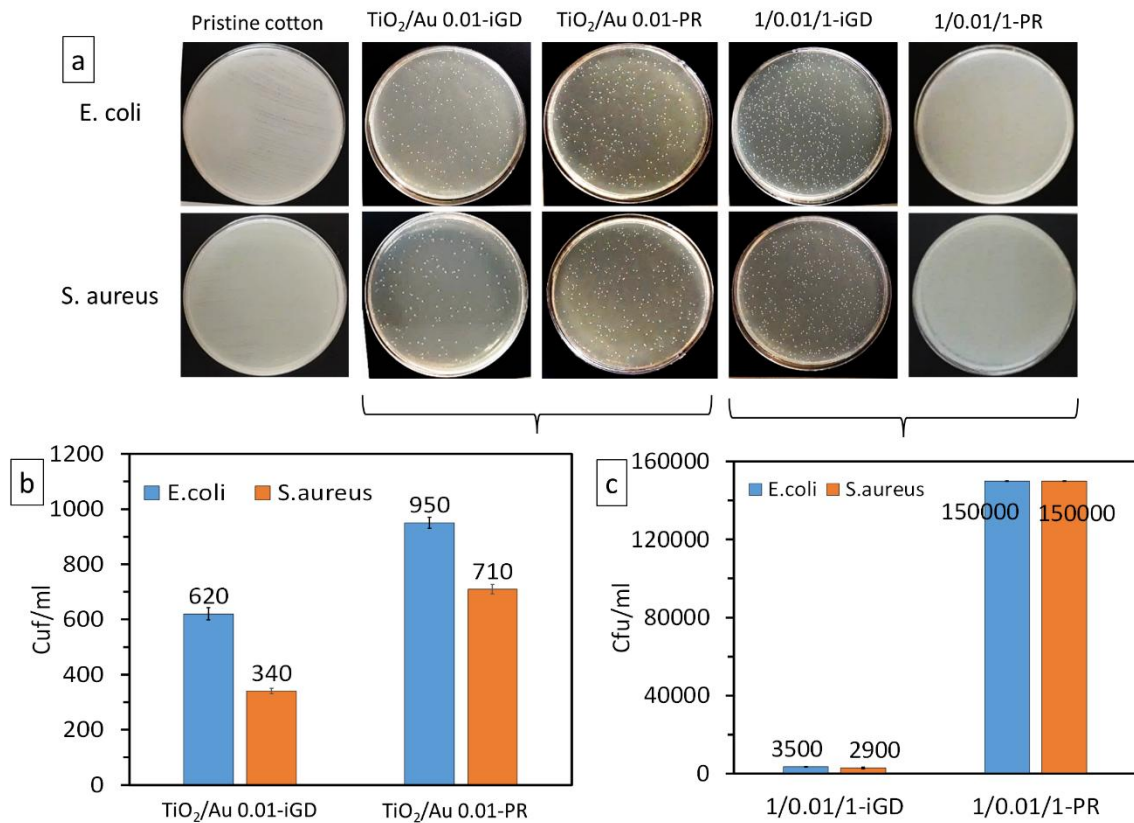 Pristine cotton TiO₂/Au 0.01-iGD TiO₂/Au 0.01-PR 1/0.01/1-iGD 1/0.01/1-PR
a
E. coli
S. aureus
b
Cuf/ml
1200
1000
800
600
400
200
0
E.coli S.aureus
620
340
950
710
TiO₂/Au 0.01-iGD TiO₂/Au 0.01-PR
c
Cfu/ml
160000
120000
80000
40000
0
E.coli S.aureus
3500
2900
150000
150000
1/0.01/1-iGD 1/0.01/1-PR